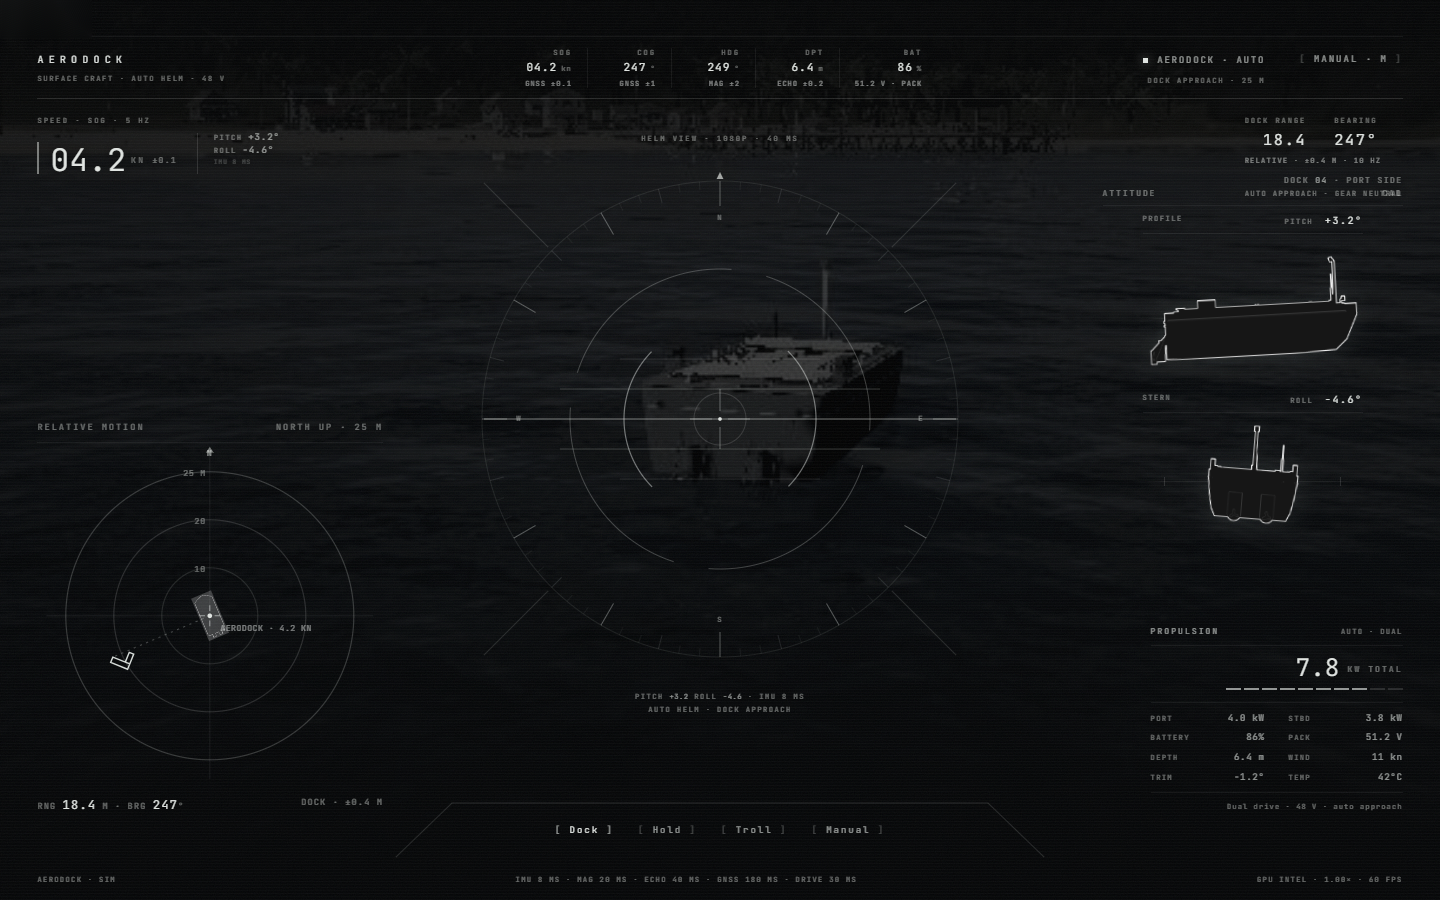 AERODOCK
SURFACE CRAFT · AUTO HELM · 48 V
SOG
04.2 kn
GNSS ±0.1
COG
247 °
GNSS ±1
HDG
249 °
MAG ±2
DPT
6.4 m
ECHO ±0.2
BAT
86 %
51.2 V · PACK
AERODOCK · AUTO
[ MANUAL · M ]
DOCK APPROACH · 25 M
SPEED · SOG · 5 HZ
04.2 KN ±0.1
PITCH +3.2°
ROLL -4.6°
IMU 8 MS
HELM VIEW · 1080P · 40 MS
DOCK RANGE
18.4
BEARING
247°
RELATIVE · ±0.4 M · 10 HZ
DOCK 04 · PORT SIDE
AUTO APPROACH · GEAR NEUTRAL
ATTITUDE
PROFILE
PITCH +3.2°
N
W
E
S
STERN
ROLL -4.6°
RELATIVE MOTION
NORTH UP · 25 M
25 M
20
10
AERODOCK · 4.2 KN
PITCH +3.2 ROLL -4.6 · IMU 8 MS
AUTO HELM · DOCK APPROACH
PROPULSION
AUTO · DUAL
7.8 KW TOTAL
PORT 4.0 kW STBD 3.8 kW
BATTERY 86% PACK 51.2 V
DEPTH 6.4 m WIND 11 kn
TRIM -1.2° TEMP 42°C
Dual drive · 48 V · auto approach
RNG 18.4 M · BRG 247°
DOCK · ±0.4 M
[ Dock ] [ Hold ] [ Troll ] [ Manual ]
AERODOCK · SIM
IMU 8 MS · MAG 20 MS · ECHO 40 MS · GNSS 180 MS · DRIVE 30 MS
GPU INTEL · 1.00× · 60 FPS